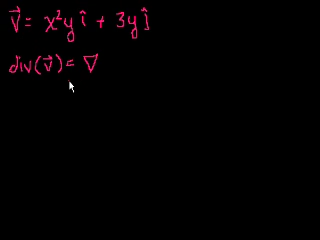 v⃗ = x²y î + 3y ĵ
div(v⃗) = ∇